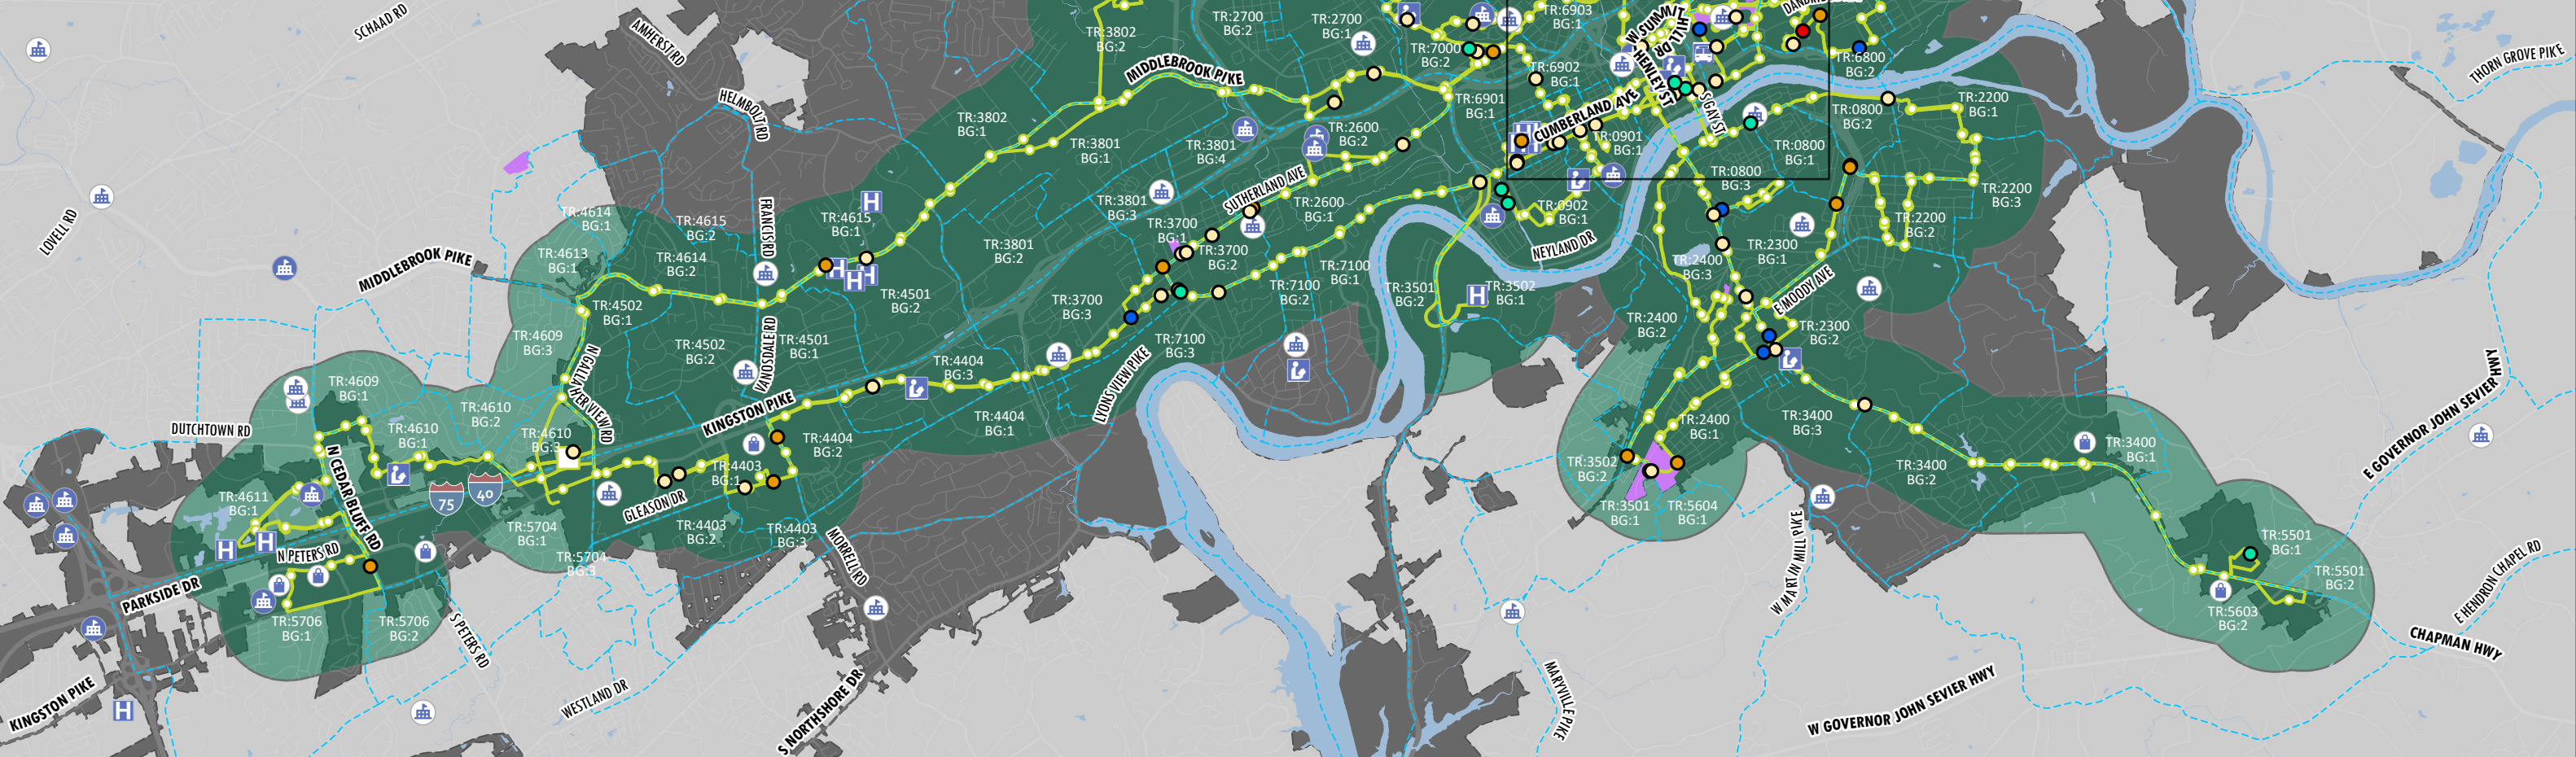 SCHAAD RD
AMHERST RD
TR:3802
BG:2
TR:2700
BG:2
TR:2700
BG:1
TR:6903
BG:1
W SUMMIT
HILL DR
HENLEY ST
TR:7000
BG:2
TR:6902
BG:1
TR:6800
BG:2
THORN GROVE PIKE
MIDDLEBROOK PIKE
HELMBOLT RD
TR:6901
BG:1
CUMBERLAND AVE
S GAY ST
TR:0800
BG:2
TR:2200
BG:1
TR:3802
BG:1
TR:3801
BG:1
TR:3801
BG:4
TR:2600
BG:2
TR:0901
BG:1
TR:0800
BG:1
LOVELL RD
FRANCIS RD
H
TR:4614
BG:1
TR:4615
BG:2
TR:4615
BG:1
TR:3801
BG:3
SUTHERLAND AVE
TR:2600
BG:1
TR:0902
BG:1
TR:0800
BG:3
TR:2200
BG:3
TR:2200
BG:2
MIDDLEBROOK PIKE
TR:4613
BG:1
TR:4614
BG:2
TR:3801
BG:2
TR:3700
BG:1
TR:3700
BG:2
NEYLAND DR
TR:2300
BG:1
TR:2400
BG:3
H
H
H
TR:4501
BG:2
TR:7100
BG:1
TR:7100
BG:2
TR:3501
BG:2
H
TR:3502
BG:1
E MOODY AVE
TR:4502
BG:1
TR:3700
BG:3
TR:2400
BG:2
TR:2300
BG:2
TR:4609
BG:3
N GALLAHER VIEW RD
TR:4502
BG:2
VANOSDALE RD
TR:4501
BG:1
TR:4404
BG:3
TR:7100
BG:3
LYONS VIEW PIKE
TR:4609
BG:1
TR:4610
BG:2
KINGSTON PIKE
TR:4404
BG:1
TR:2400
BG:1
TR:3400
BG:3
E GOVERNOR JOHN SEVIER HWY
DUTCHTOWN RD
TR:4610
BG:1
TR:4610
BG:3
TR:4404
BG:2
TR:3400
BG:1
N CEDAR BLUFF RD
TR:4403
BG:1
TR:3502
BG:2
TR:3400
BG:2
75
40
TR:4611
BG:1
GLEASON DR
TR:3501
BG:1
TR:5604
BG:1
W MARTIN MILL PIKE
TR:5704
BG:1
TR:4403
BG:2
TR:4403
BG:3
MORRELL RD
TR:5501
BG:1
H
H
N PETERS RD
TR:5704
BG:3
TR:5501
BG:2
E HENDRON CHAPEL RD
PARKSIDE DR
TR:5706
BG:1
TR:5706
BG:2
S PETERS RD
TR:5603
BG:2
CHAPMAN HWY
KINGSTON PIKE
H
WESTLAND DR
S NORTHSHORE DR
MARYVILLE PIKE
W GOVERNOR JOHN SEVIER HWY